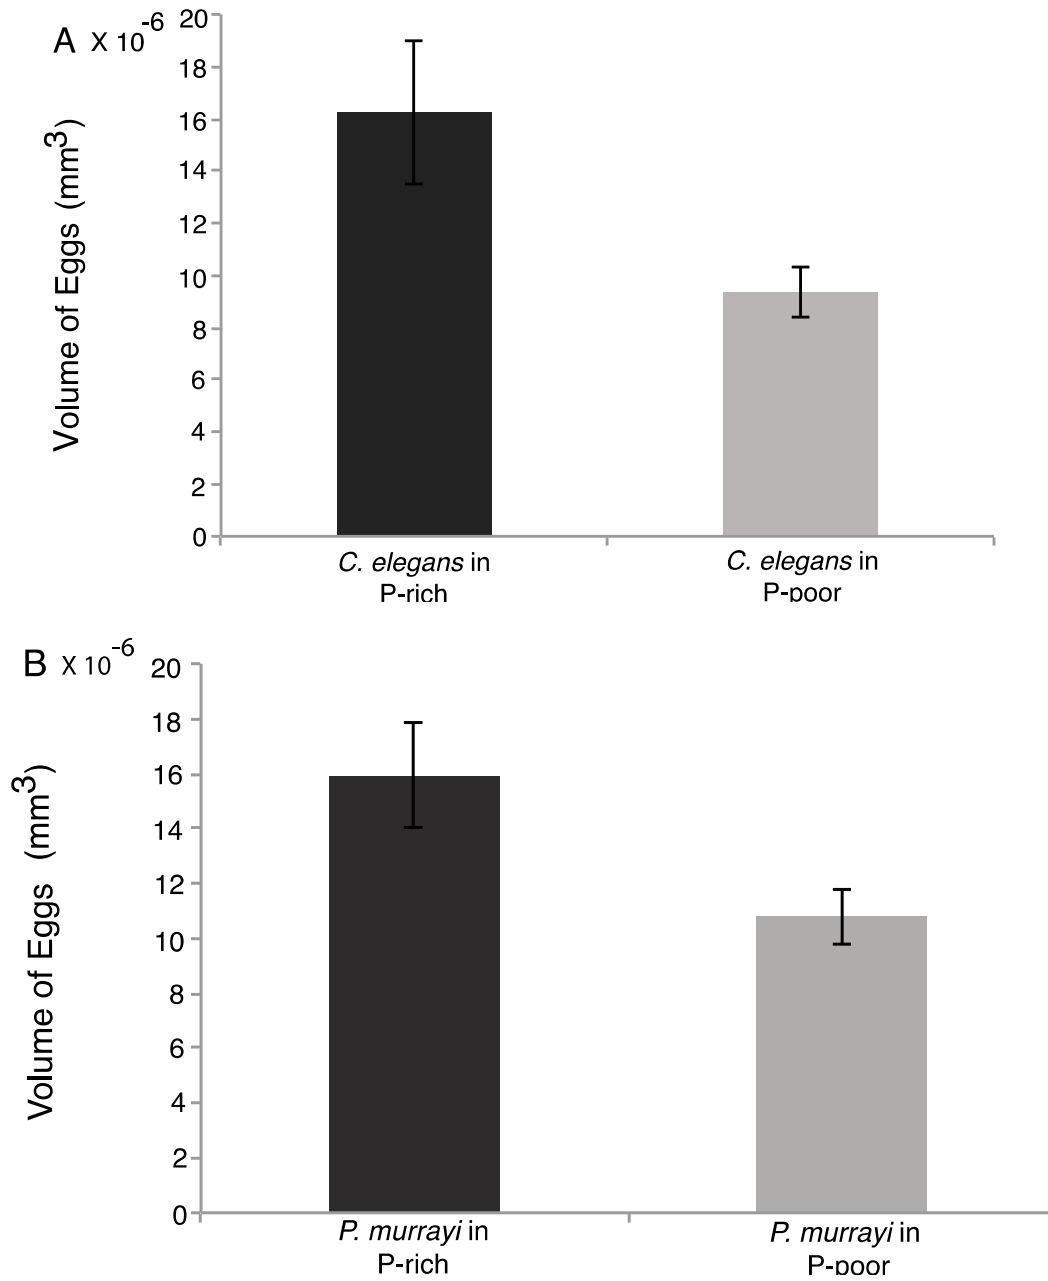 A X 10⁻⁶
20
18
16
14
12
10
8
6
4
2
0
Volume of Eggs (mm³)
C. elegans in
P-rich
C. elegans in
P-poor
B X 10⁻⁶
20
18
16
14
12
10
8
6
4
2
0
Volume of Eggs (mm³)
P. murrayi in
P-rich
P. murrayi in
P-poor